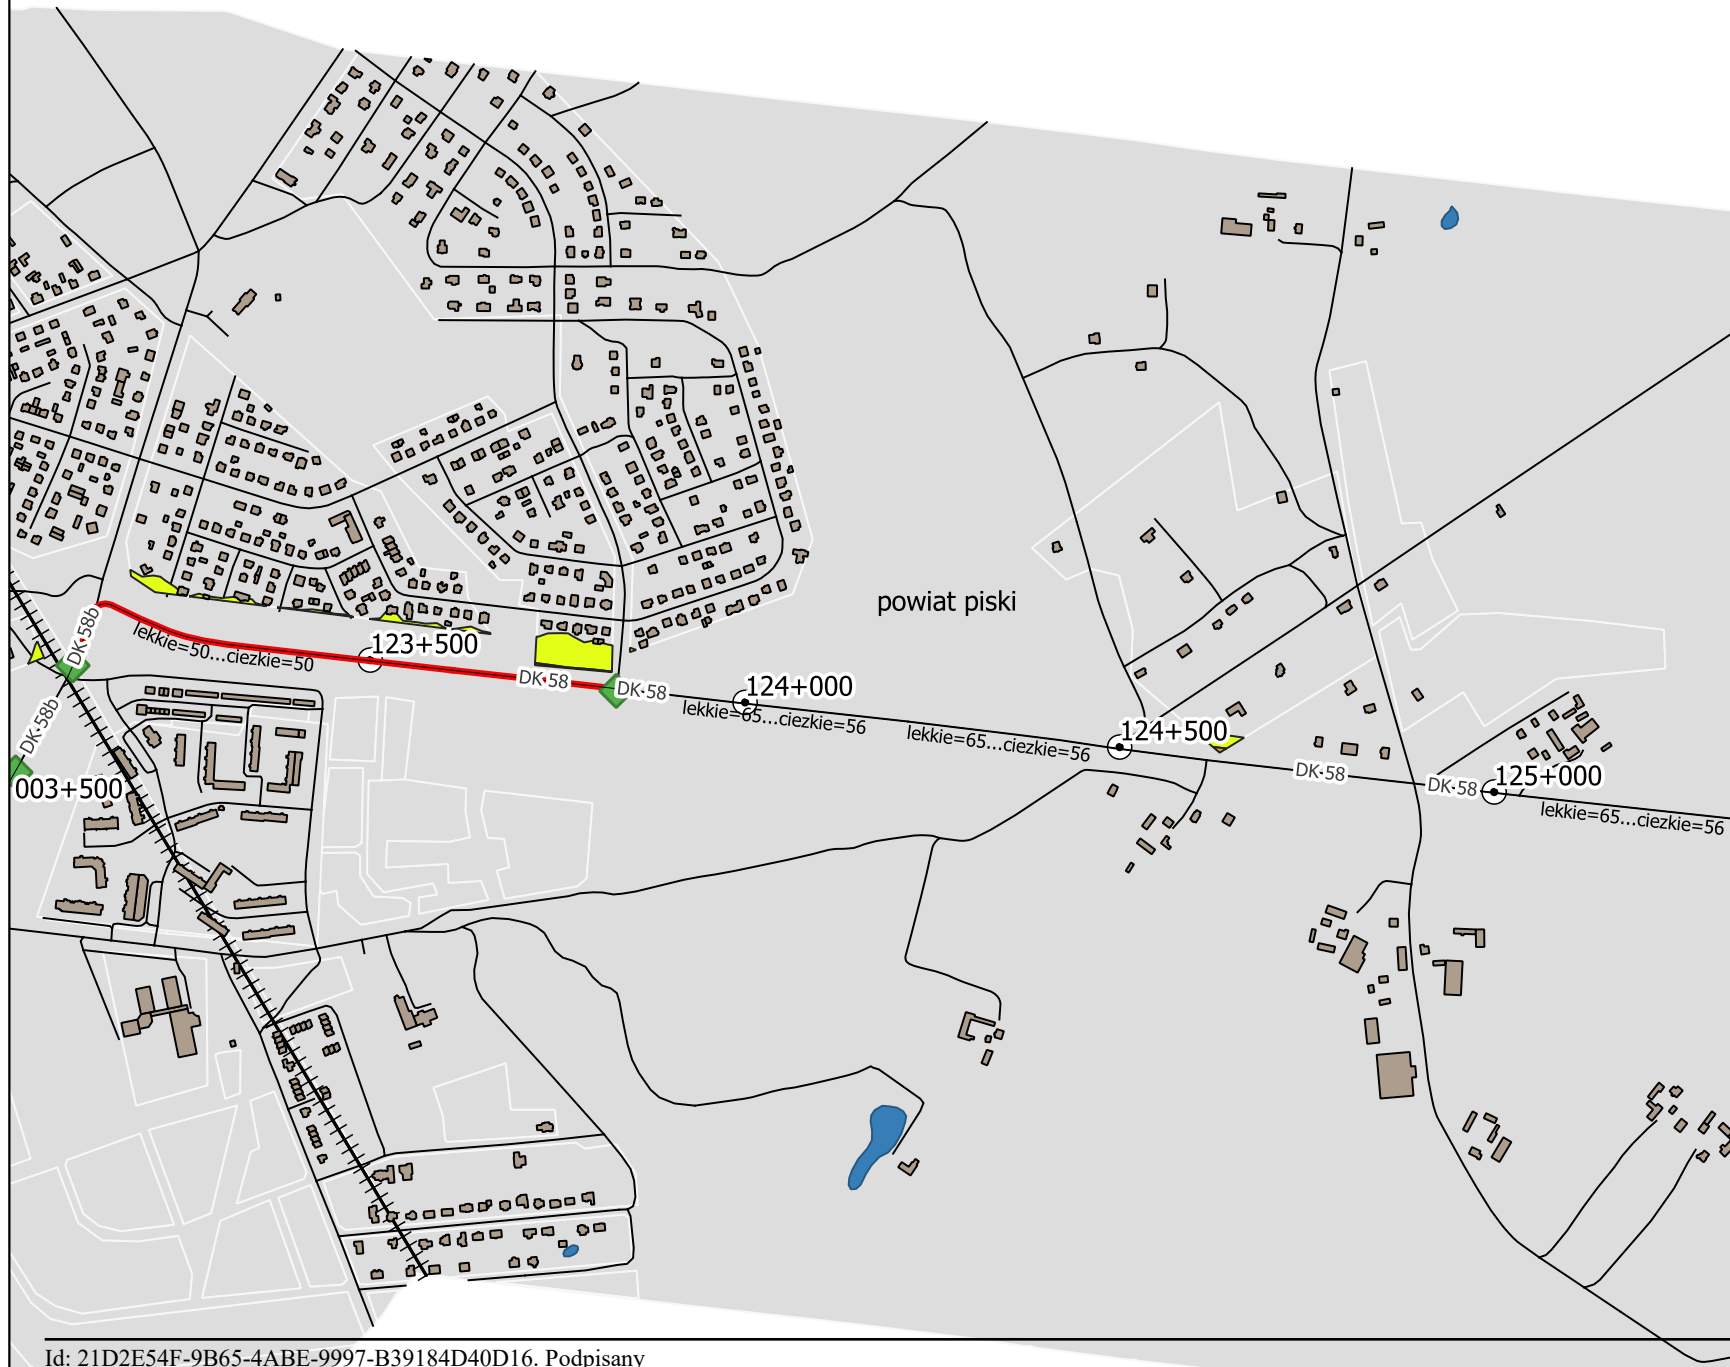 powiat piski
DK-58b
lekkie=50...ciezkie=50
123+500
DK-58
DK-58
124+000
lekkie=65...ciezkie=56
lekkie=65...ciezkie=56
124+500
DK-58
DK-58
125+000
lekkie=65...ciezkie=56
DK-58b
003+500
Id: 21D2E54F-9B65-4ABE-9997-B39184D40D16. Podpisany